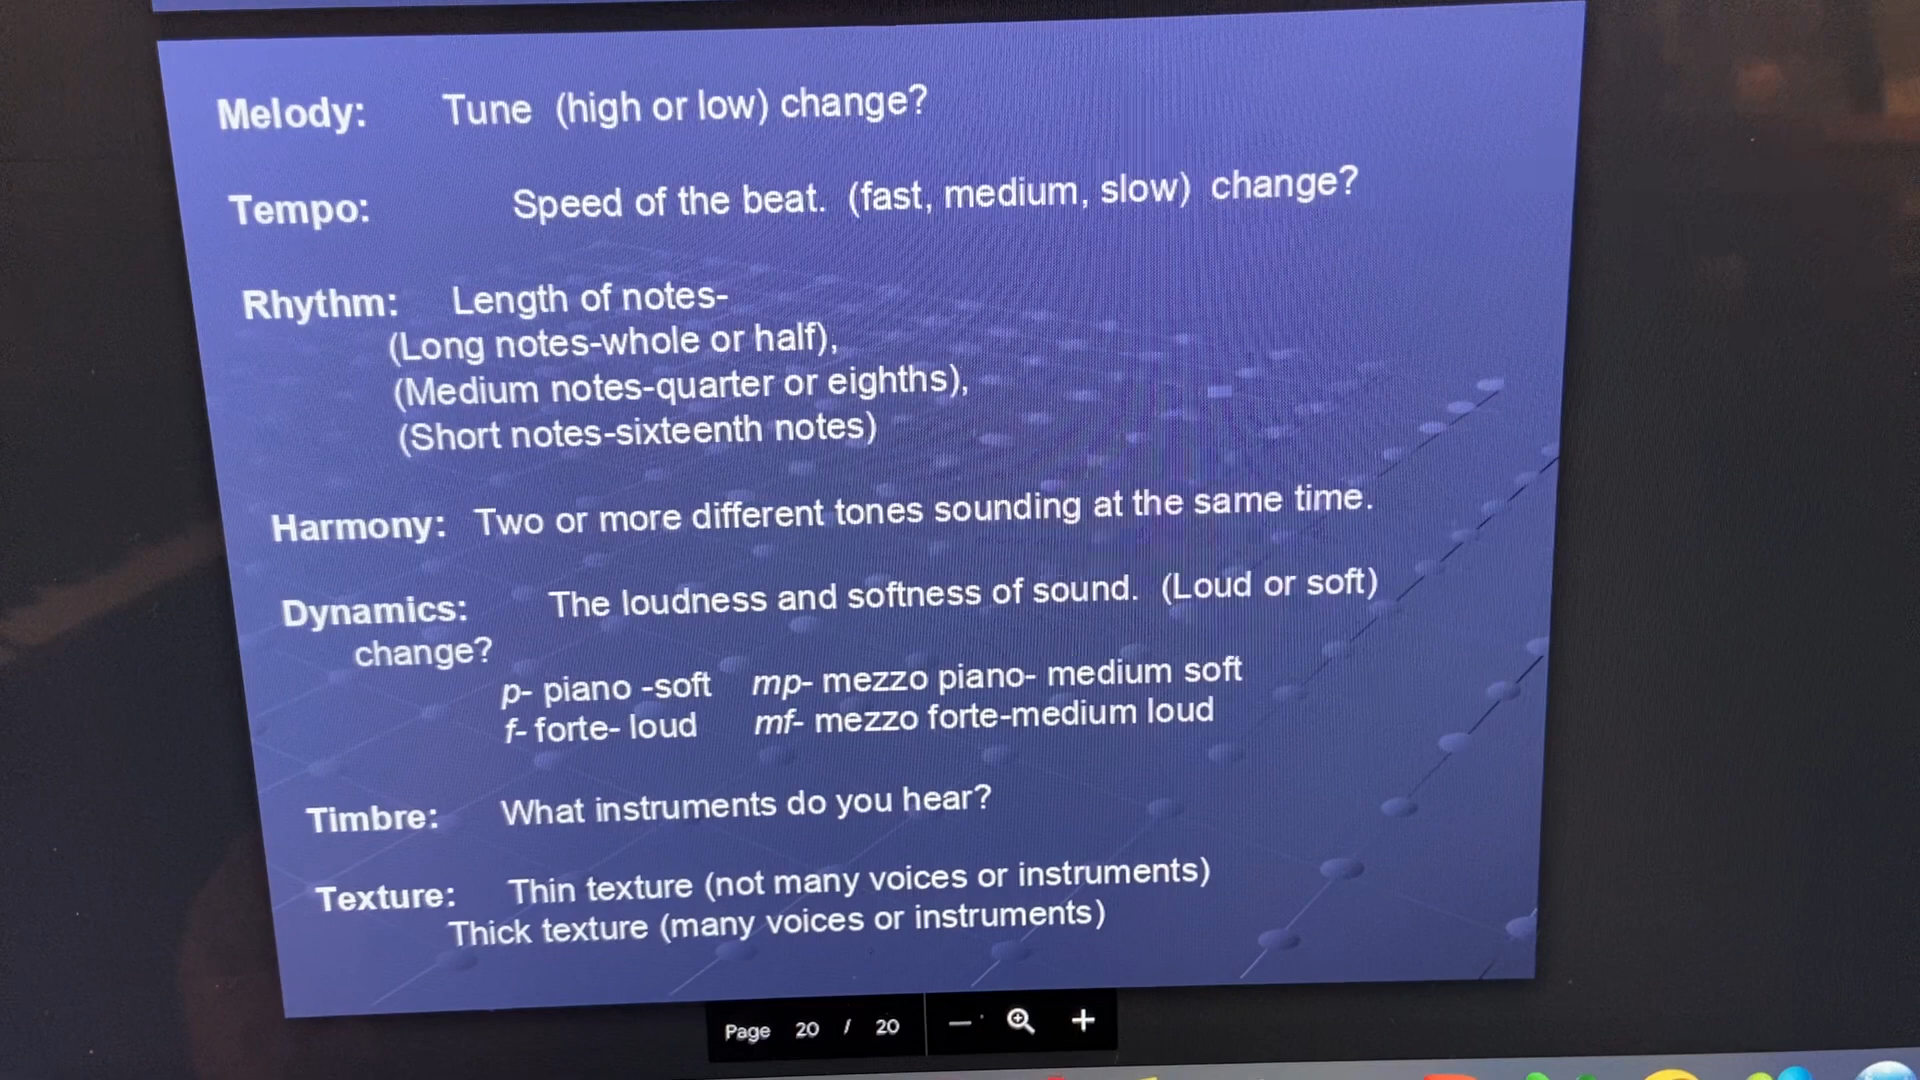 Melody: Tune (high or low) change?
Tempo: Speed of the beat. (fast, medium, slow) change?
Rhythm: Length of notes-
(Long notes-whole or half),
(Medium notes-quarter or eighths),
(Short notes-sixteenth notes)
Harmony: Two or more different tones sounding at the same time.
Dynamics: The loudness and softness of sound. (Loud or soft)
change?
p- piano -soft mp- mezzo piano- medium soft
f- forte- loud mf- mezzo forte-medium loud
Timbre: What instruments do you hear?
Texture: Thin texture (not many voices or instruments)
Thick texture (many voices or instruments)
Page 20 / 20